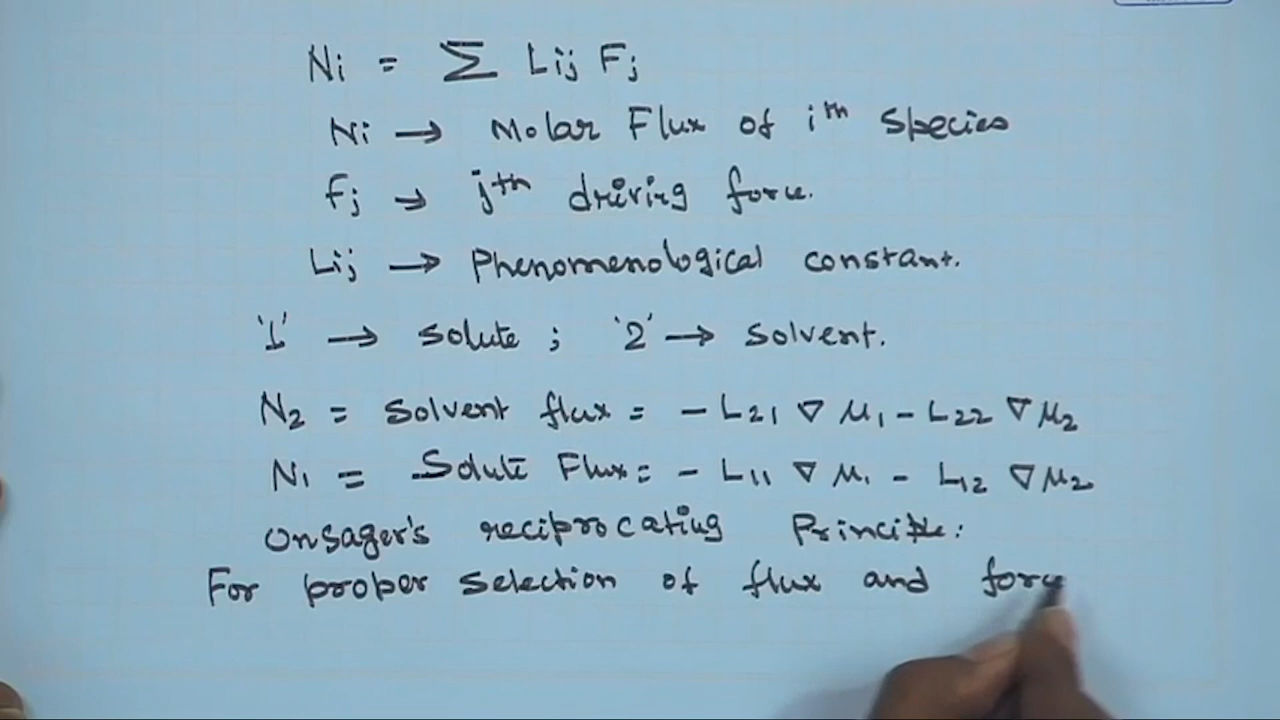 Ni = Σ Lij Fj
Ni → Molar Flux of ith species
Fj → jth driving force.
Lij → Phenomenological constant.
'1' → solute ; '2' → solvent.
N2 = solvent flux = - L21 ∇ μ1 - L22 ∇ μ2
N1 = Solute Flux = - L11 ∇ μ1 - L12 ∇ μ2
Onsager's reciprocating Principle:
For proper selection of flux and force